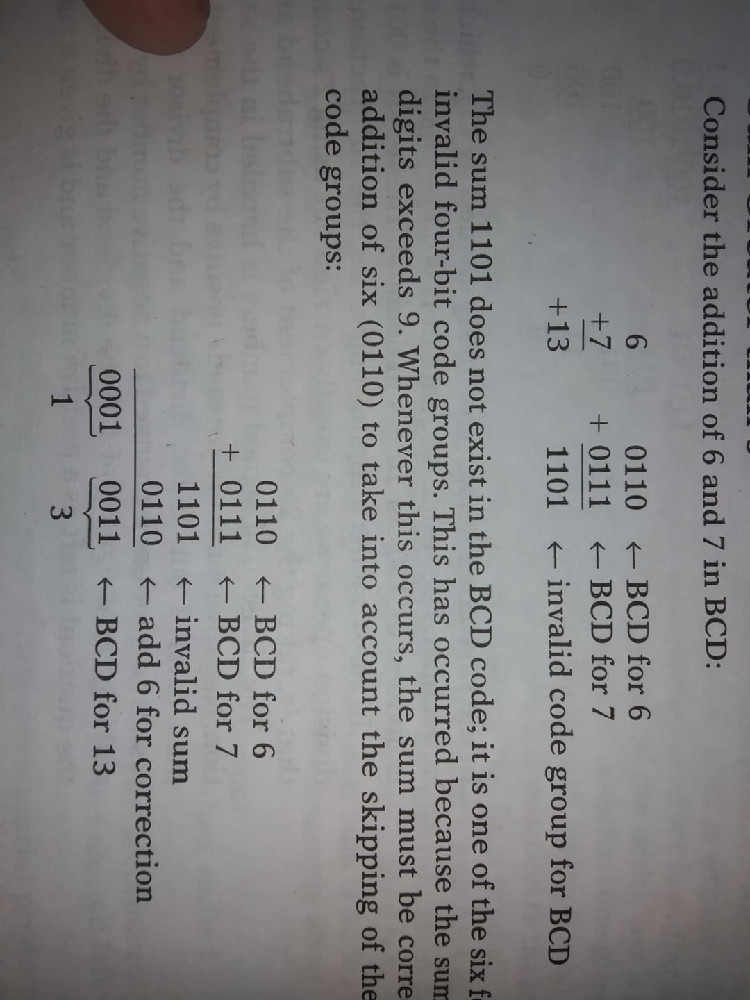 Consider the addition of 6 and 7 in BCD:
6 0110 ← BCD for 6
+7 + 0111 ← BCD for 7
+13 1101 ← invalid code group for BCD
The sum 1101 does not exist in the BCD code; it is one of the six
invalid four-bit code groups. This has occurred because the sum
digits exceeds 9. Whenever this occurs, the sum must be corre
addition of six (0110) to take into account the skipping of the
code groups:
0110 ← BCD for 6
+ 0111 ← BCD for 7
1101 ← invalid sum
0110 ← add 6 for correction
0001 0011 ← BCD for 13
1 3